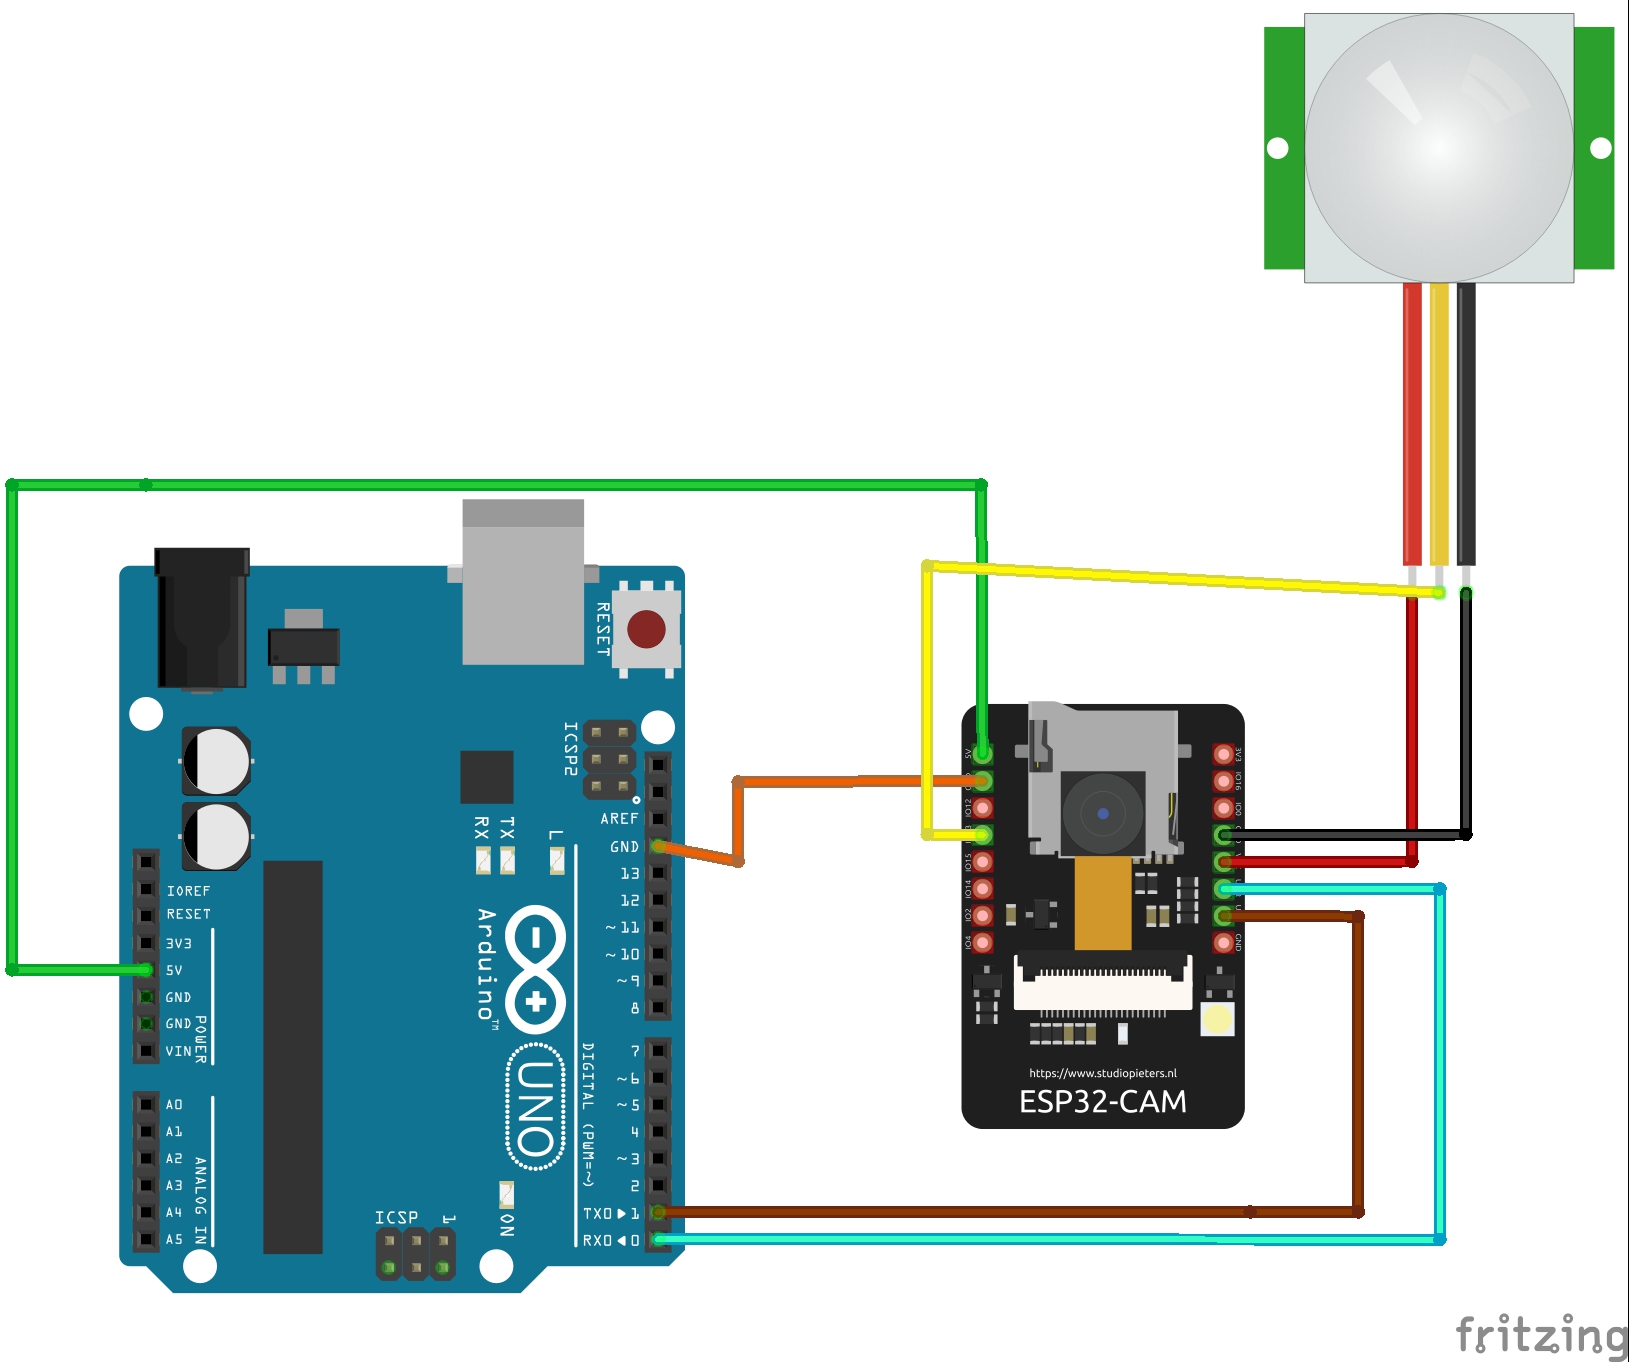 RESET
ICSP2
AREF
GND
13
12
~11
~10
~9
8
RX
TX
L
IOREF
RESET
3V3
5V
GND
GND
VIN
POWER
Arduino™
UNO
A0
A1
A2
A3
A4
A5
ANALOG IN
7
~6
~5
4
~3
2
TX0▶1
RX0◀0
DIGITAL (PWM=~)
ICSP
1
ON
5V
IO12
IO15
IO14
IO2
IO4
3V3
IO16
IO0
GND
https://www.studiopieters.nl
ESP32-CAM
fritzing